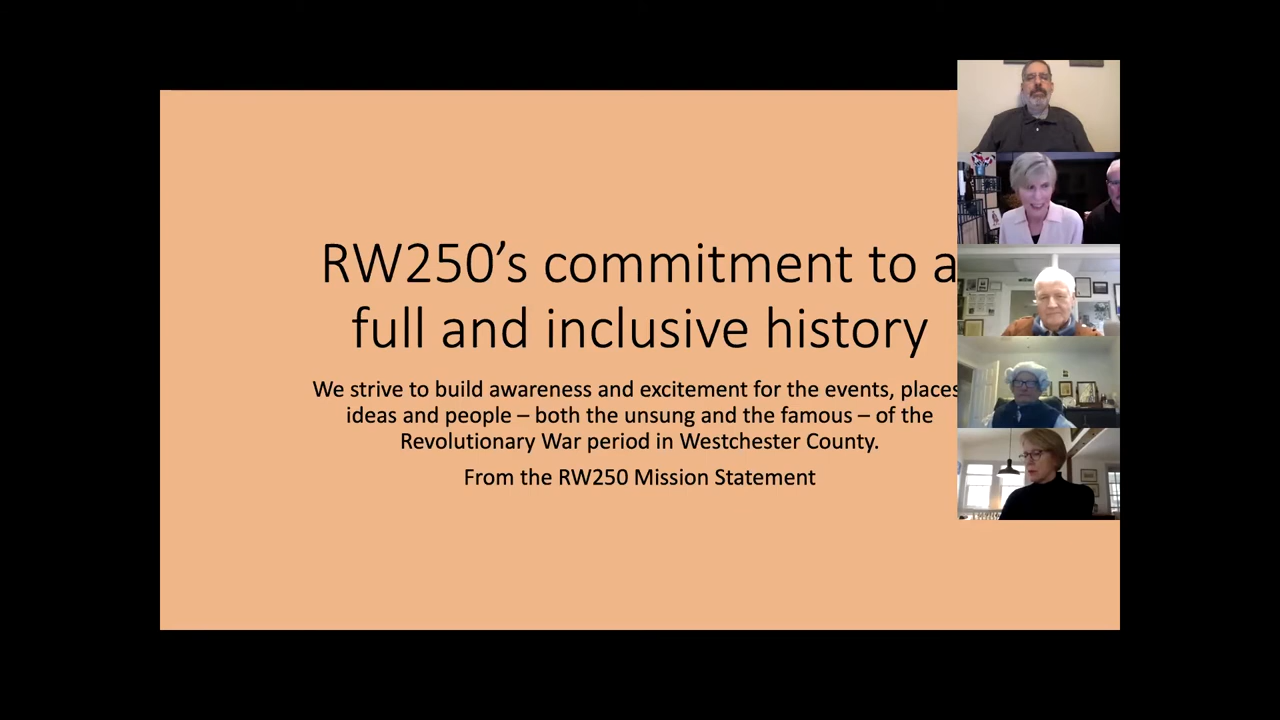 RW250’s commitment to a
full and inclusive history
We strive to build awareness and excitement for the events, places
ideas and people – both the unsung and the famous – of the
Revolutionary War period in Westchester County.
From the RW250 Mission Statement